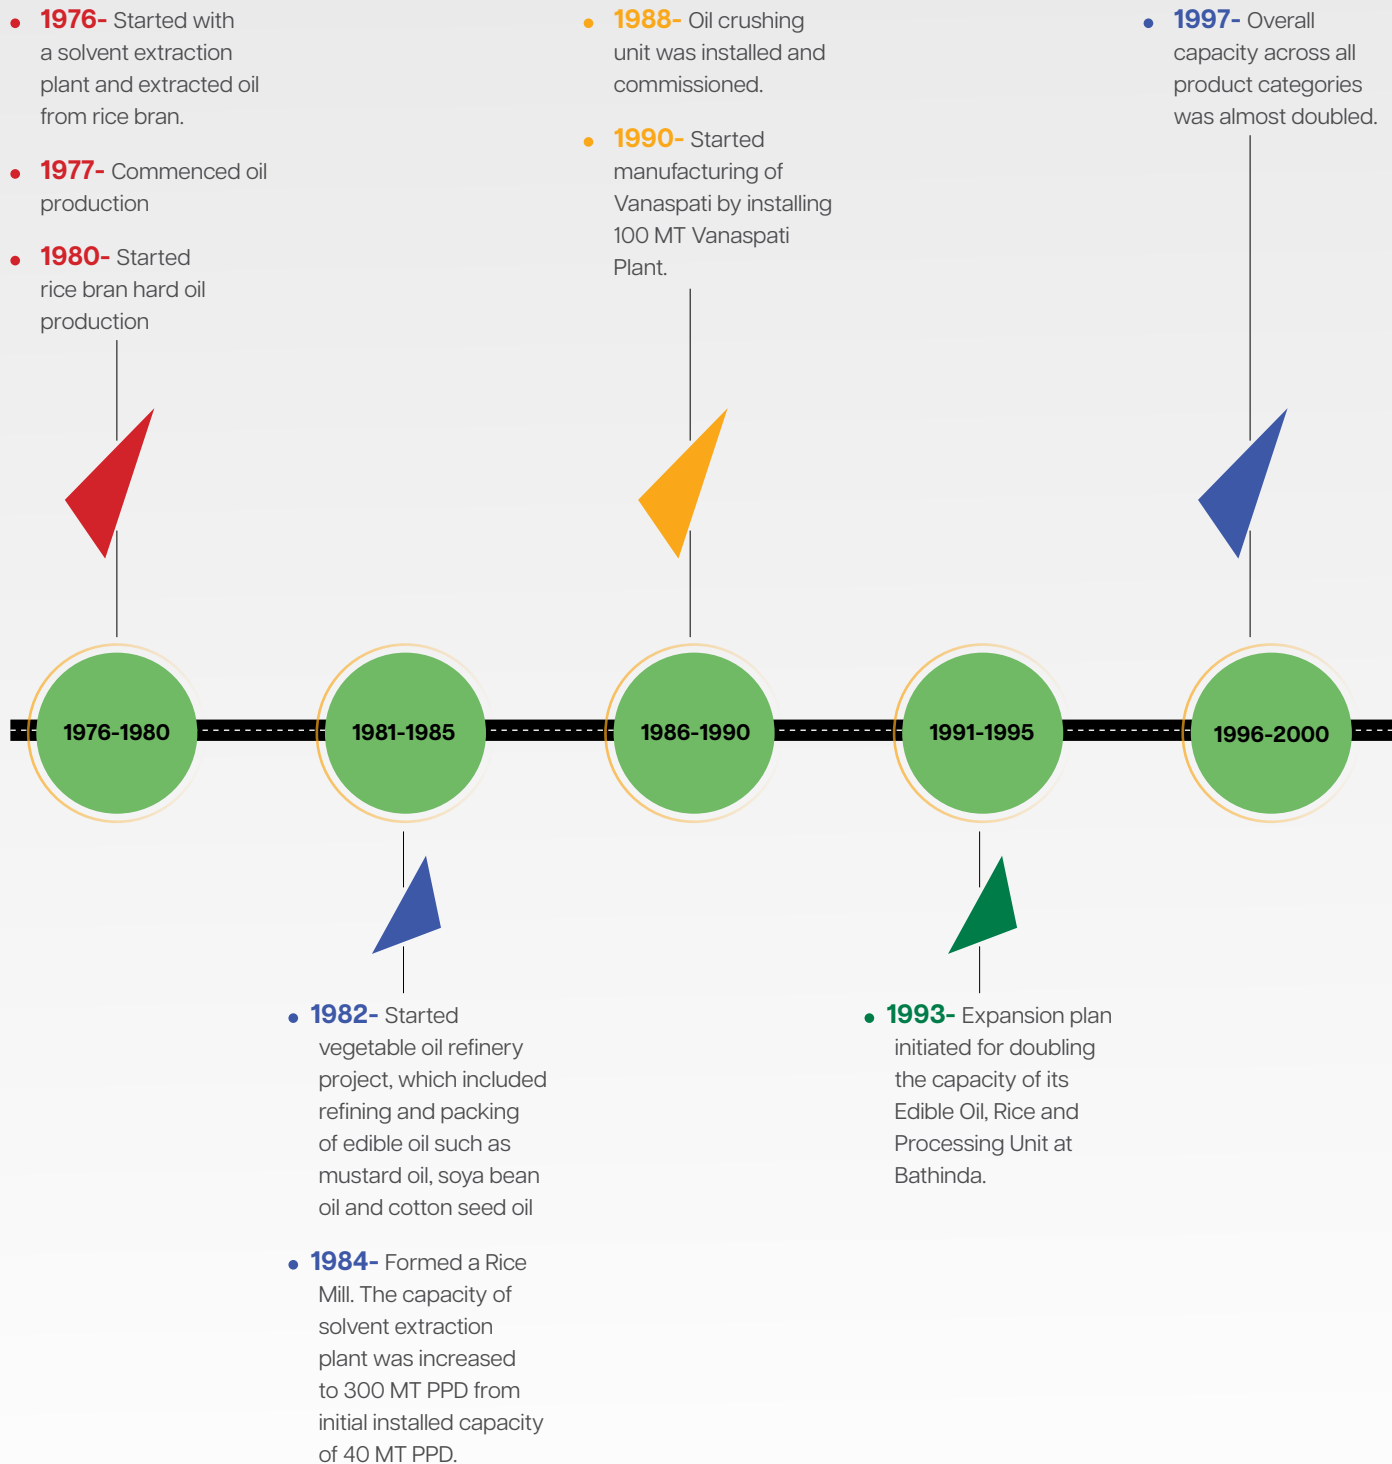 1976- Started with
a solvent extraction
plant and extracted oil
from rice bran.
1977- Commenced oil
production
1980- Started
rice bran hard oil
production
1988- Oil crushing
unit was installed and
commissioned.
1990- Started
manufacturing of
Vanaspati by installing
100 MT Vanaspati
Plant.
1997- Overall
capacity across all
product categories
was almost doubled.
1976-1980
1981-1985
1986-1990
1991-1995
1996-2000
1982- Started
vegetable oil refinery
project, which included
refining and packing
of edible oil such as
mustard oil, soya bean
oil and cotton seed oil
1984- Formed a Rice
Mill. The capacity of
solvent extraction
plant was increased
to 300 MT PPD from
initial installed capacity
of 40 MT PPD.
1993- Expansion plan
initiated for doubling
the capacity of its
Edible Oil, Rice and
Processing Unit at
Bathinda.